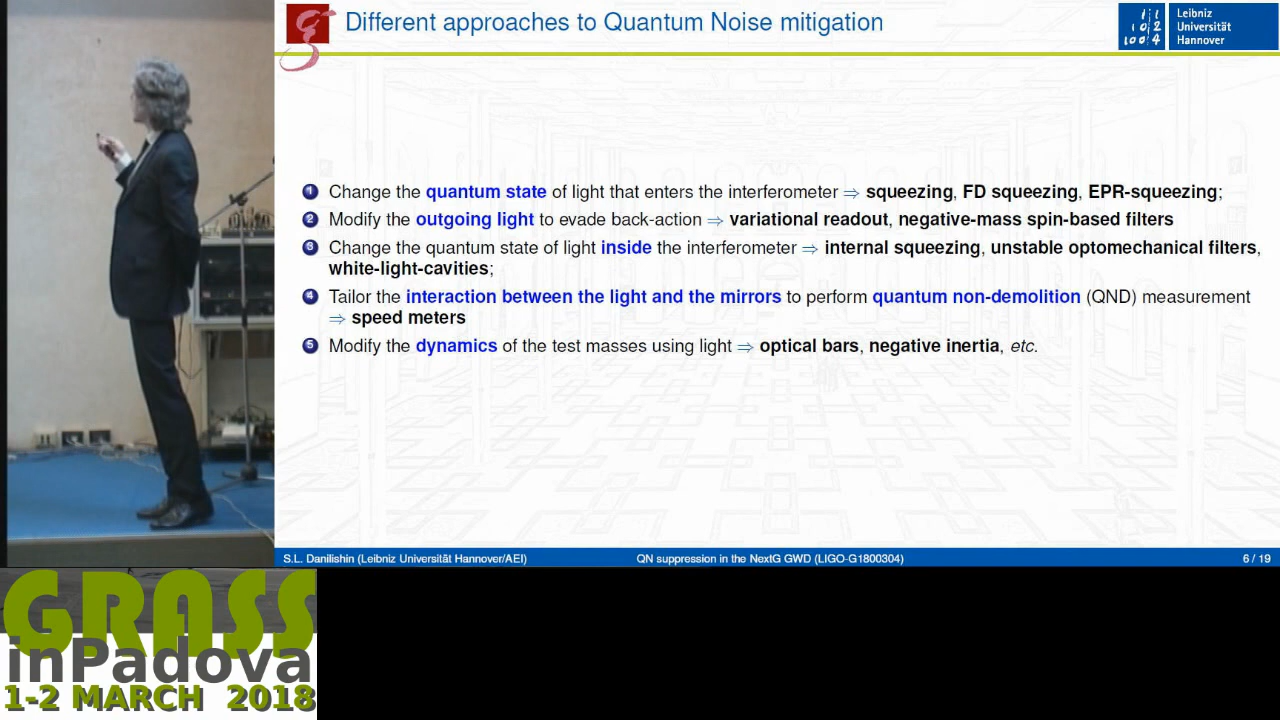 Different approaches to Quantum Noise mitigation
Leibniz
Universität
Hannover
1 Change the quantum state of light that enters the interferometer ⇒ squeezing, FD squeezing, EPR-squeezing;
2 Modify the outgoing light to evade back-action ⇒ variational readout, negative-mass spin-based filters
3 Change the quantum state of light inside the interferometer ⇒ internal squeezing, unstable optomechanical filters,
white-light-cavities;
4 Tailor the interaction between the light and the mirrors to perform quantum non-demolition (QND) measurement
⇒ speed meters
5 Modify the dynamics of the test masses using light ⇒ optical bars, negative inertia, etc.
S.L. Danilishin (Leibniz Universität Hannover/AEI) QN suppression in the NextG GWD (LIGO-G1800304) 6 / 19
GRASS
inPadova
1-2 MARCH 2018